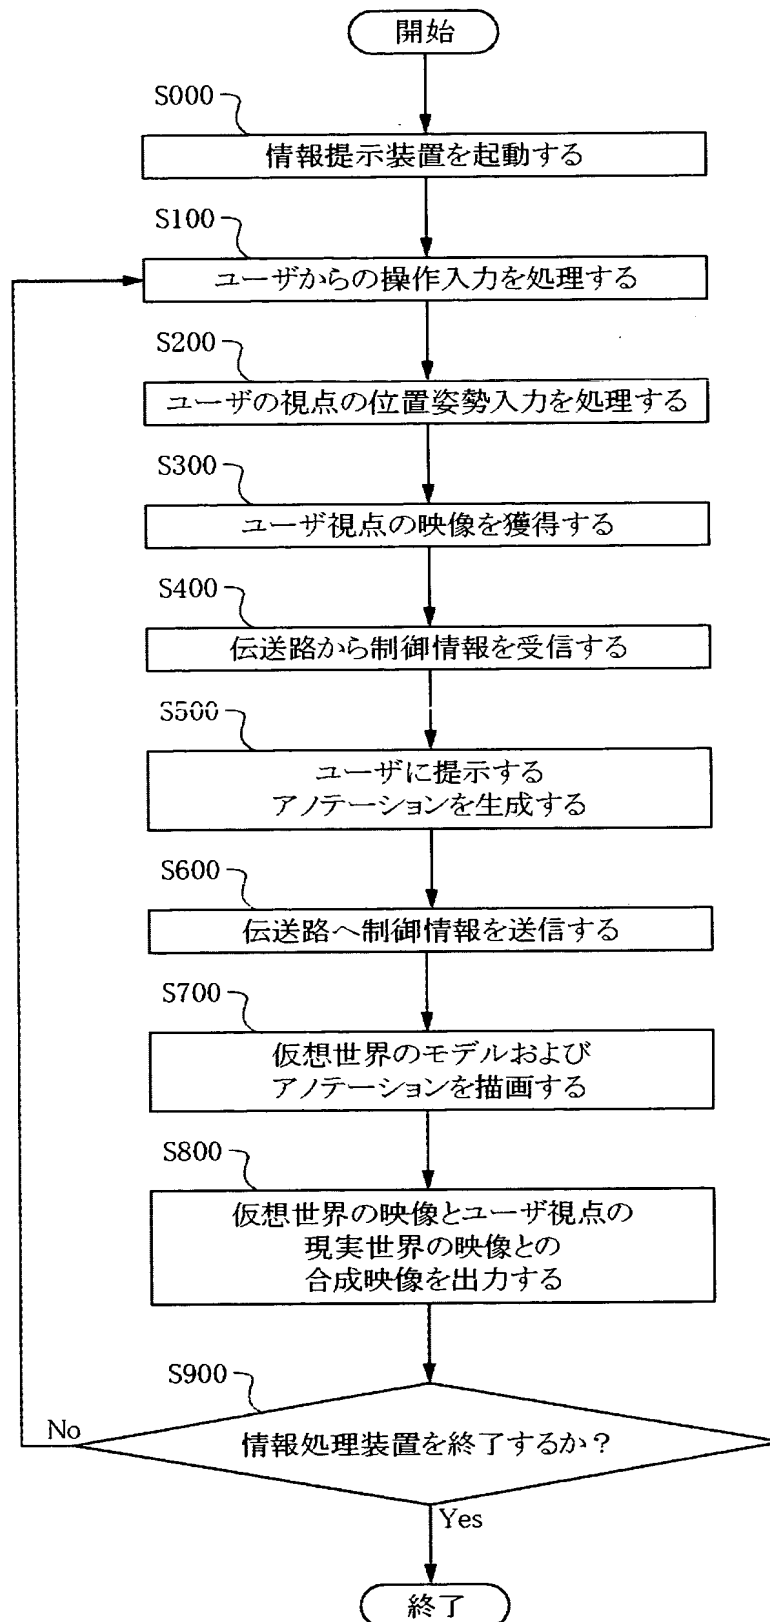 開始
S000
情報提示装置を起動する
S100
ユーザからの操作入力を処理する
S200
ユーザの視点の位置姿勢入力を処理する
S300
ユーザ視点の映像を獲得する
S400
伝送路から制御情報を受信する
S500
ユーザに提示する
アノテーションを生成する
S600
伝送路へ制御情報を送信する
S700
仮想世界のモデルおよび
アノテーションを描画する
S800
仮想世界の映像とユーザ視点の
現実世界の映像との
合成映像を出力する
S900
No
情報処理装置を終了するか？
Yes
終了